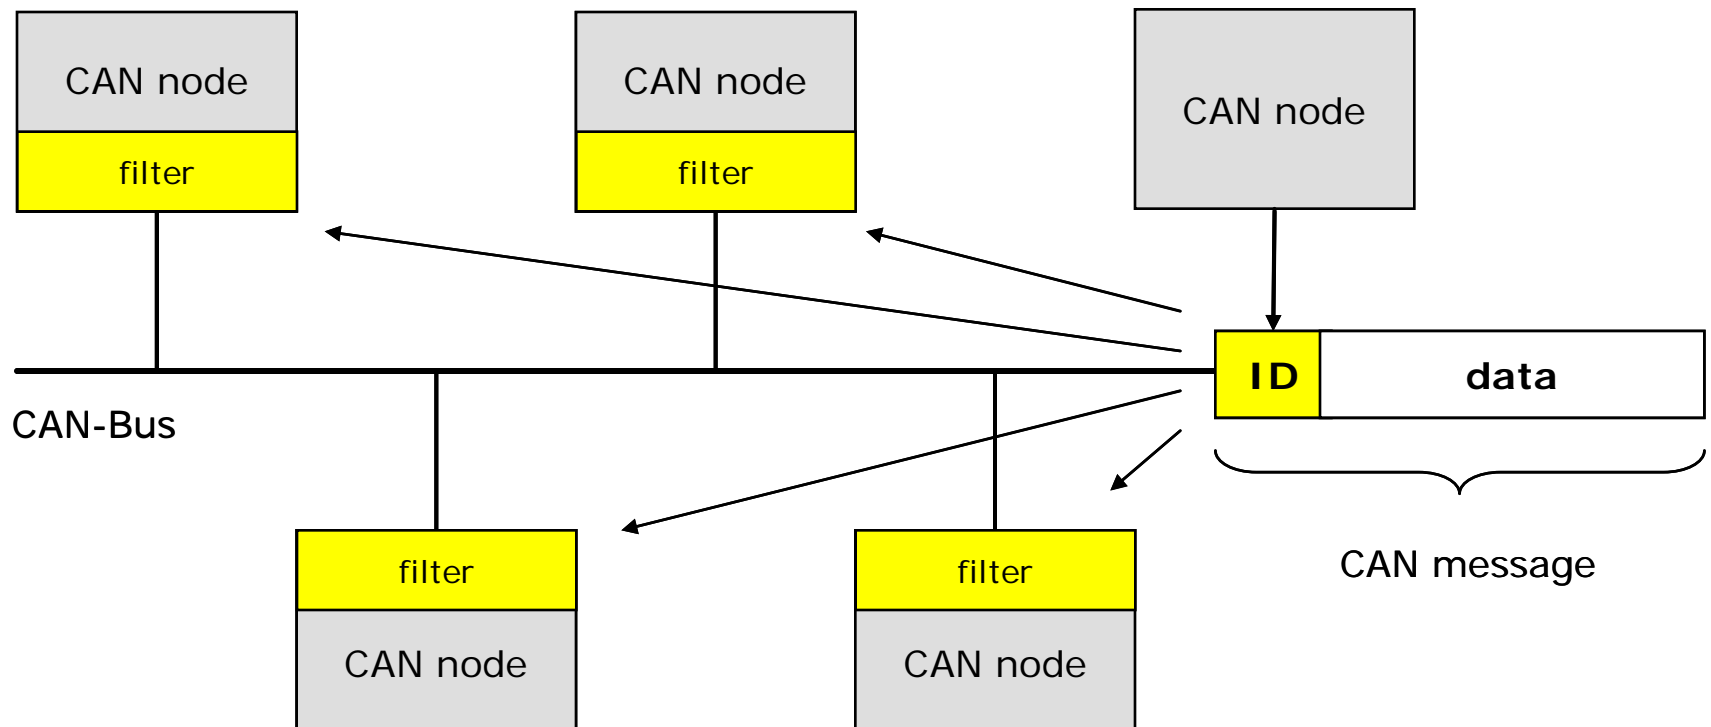 CAN node
filter
CAN node
filter
CAN node
ID
data
CAN-Bus
CAN message
filter
CAN node
filter
CAN node